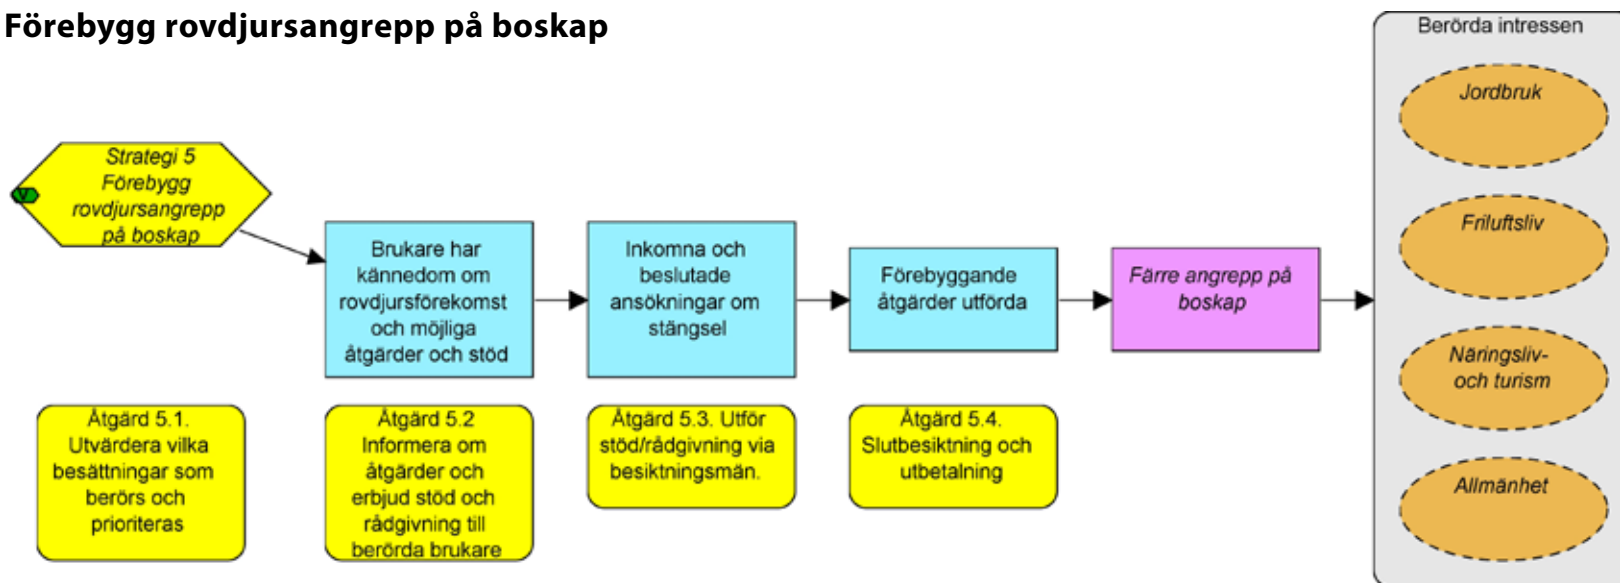 Förebygg rovdjursangrepp på boskap
Strategi 5
Förebygg
rovdjursangrepp
på boskap
V
Brukare har
kännedom om
rovdjursförekomst
och möjliga
åtgärder och stöd
Inkomna och
beslutade
ansökningar om
stängsel
Förebyggande
åtgärder utförda
Färre angrepp på
boskap
Berörda intressen
Jordbruk
Friluftsliv
Näringsliv-
och turism
Allmänhet
Åtgärd 5.1.
Utvärdera vilka
besättningar som
berörs och
prioriteras
Åtgärd 5.2
Informera om
åtgärder och
erbjud stöd och
rådgivning till
berörda brukare
Åtgärd 5.3. Utför
stöd/rådgivning via
besiktningsmän.
Åtgärd 5.4.
Slutbesiktning och
utbetalning